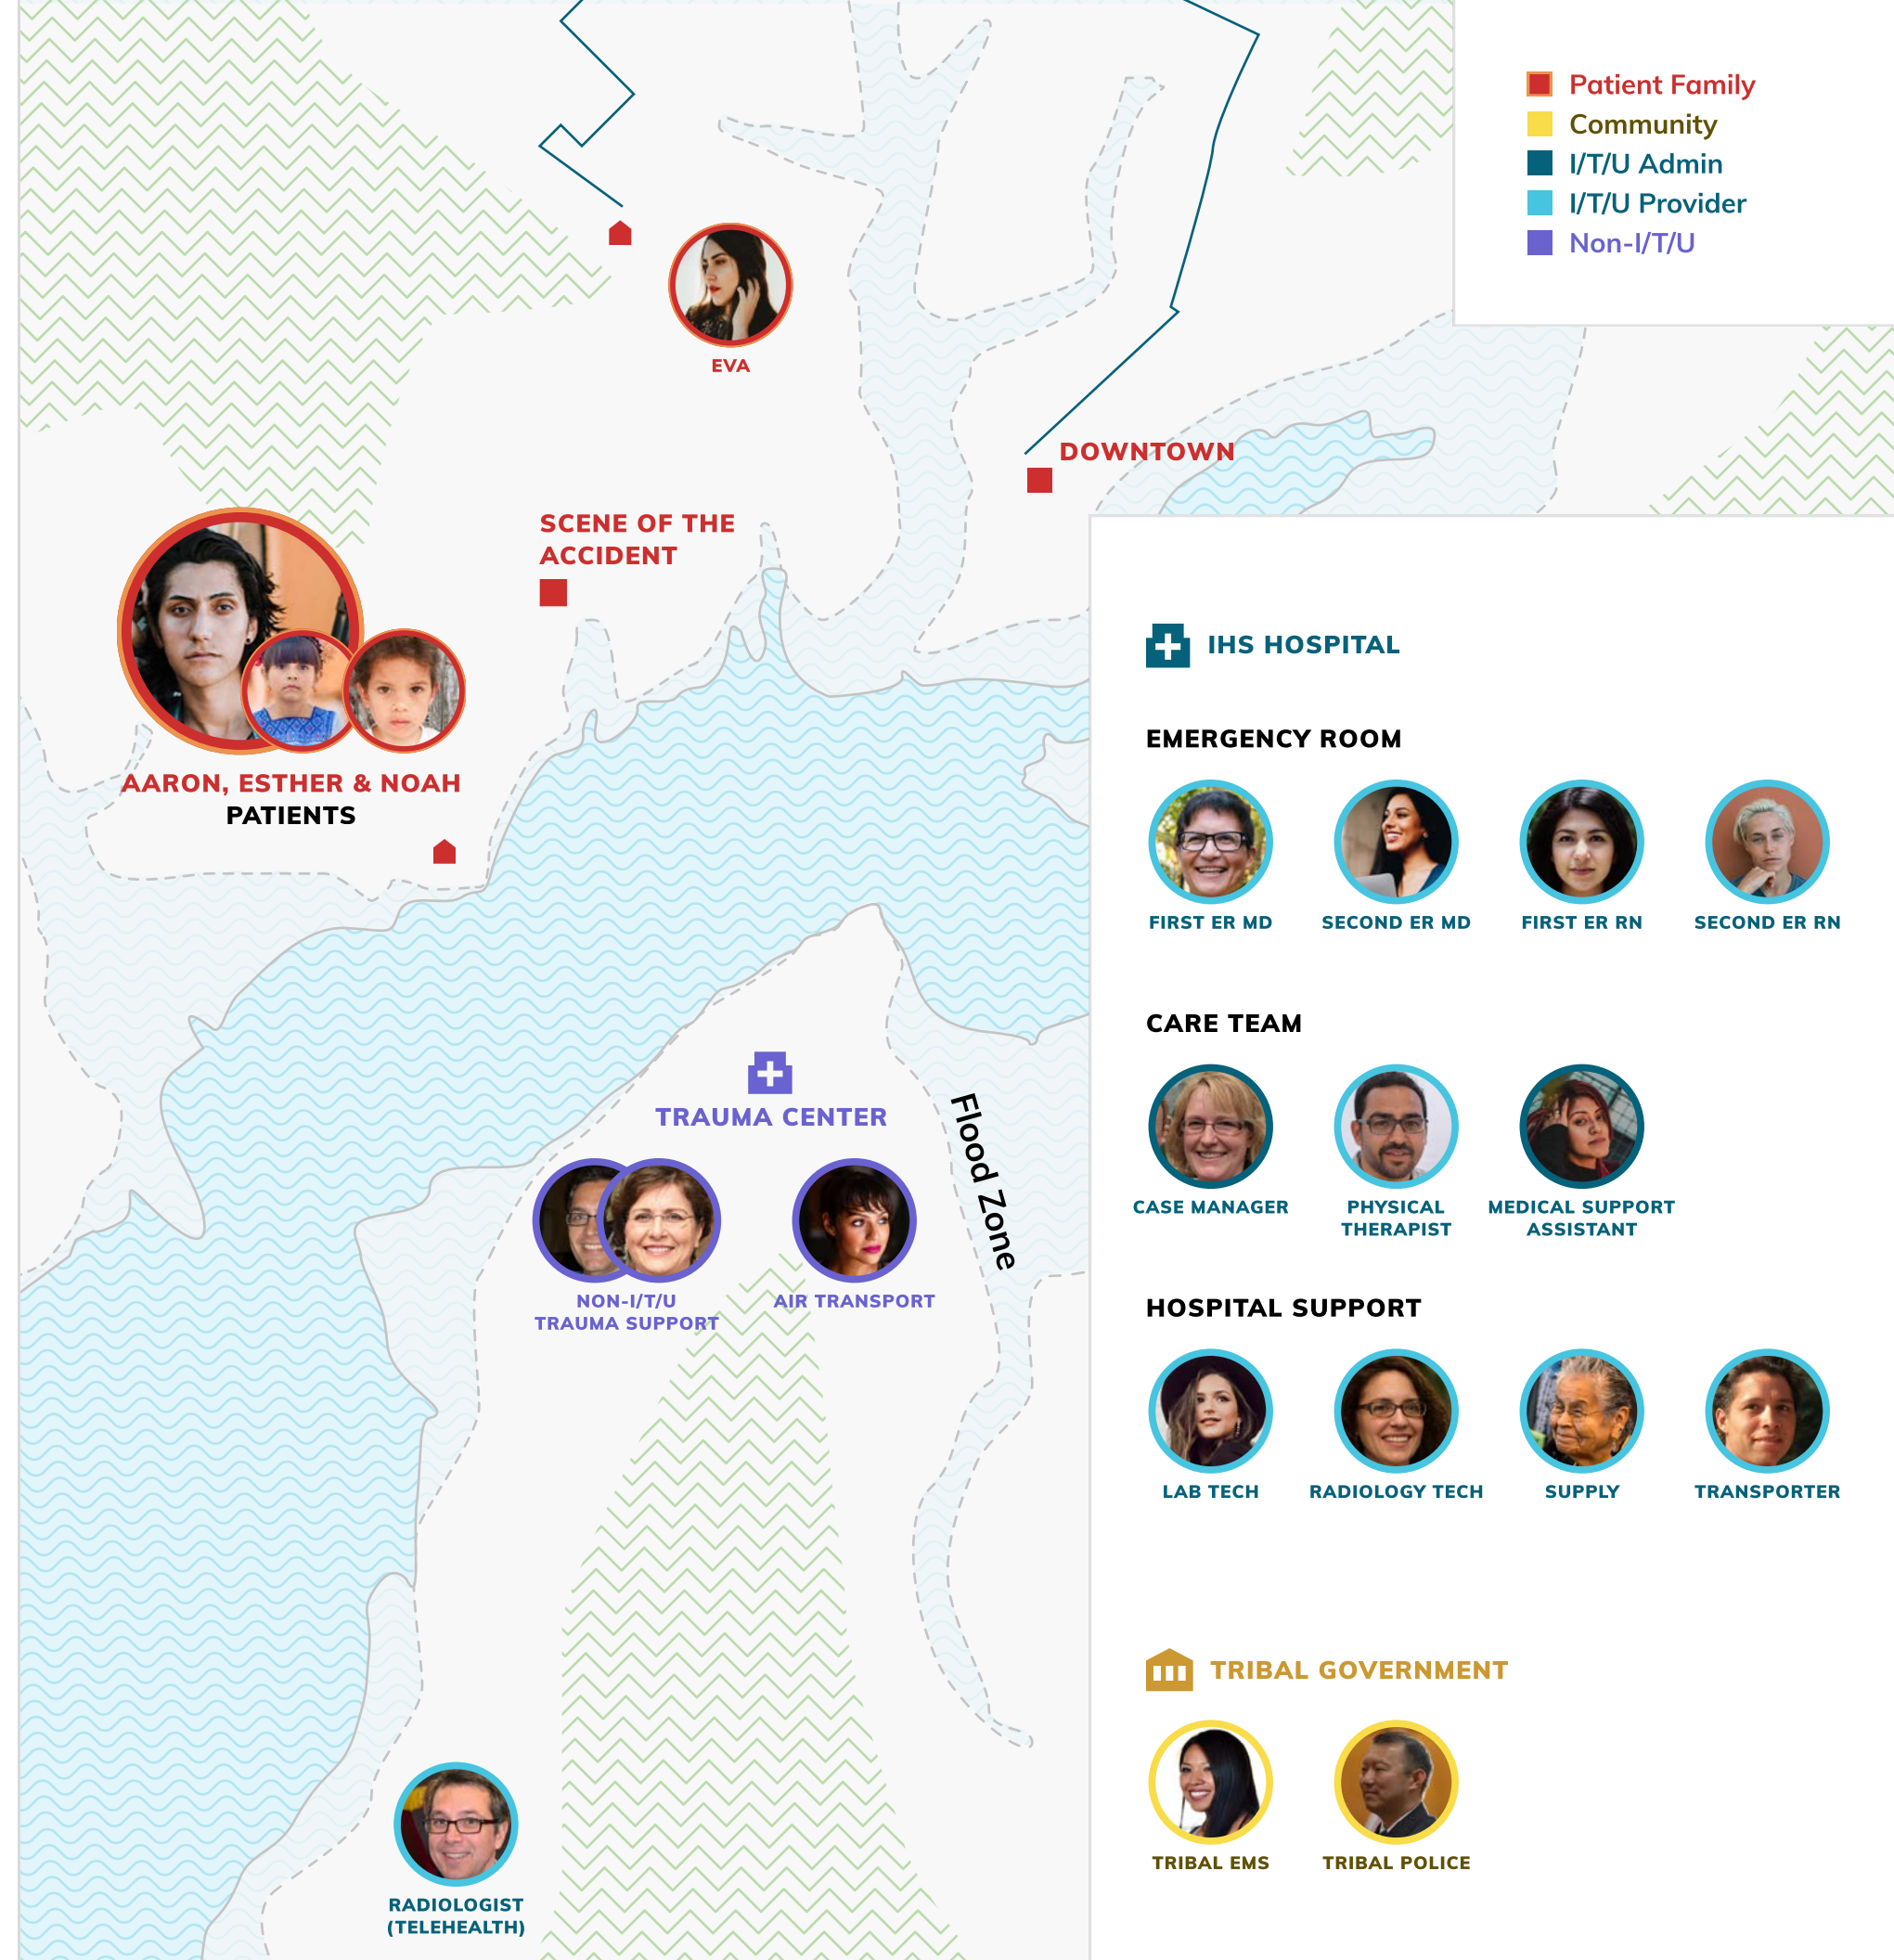 Patient Family
Community
I/T/U Admin
I/T/U Provider
Non-I/T/U
EVA
DOWNTOWN
SCENE OF THE
ACCIDENT
AARON, ESTHER & NOAH
PATIENTS
TRAUMA CENTER
NON-I/T/U
TRAUMA SUPPORT
AIR TRANSPORT
Flood Zone
RADIOLOGIST
(TELEHEALTH)
IHS HOSPITAL
EMERGENCY ROOM
FIRST ER MD
SECOND ER MD
FIRST ER RN
SECOND ER RN
CARE TEAM
CASE MANAGER
PHYSICAL
THERAPIST
MEDICAL SUPPORT
ASSISTANT
HOSPITAL SUPPORT
LAB TECH
RADIOLOGY TECH
SUPPLY
TRANSPORTER
TRIBAL GOVERNMENT
TRIBAL EMS
TRIBAL POLICE